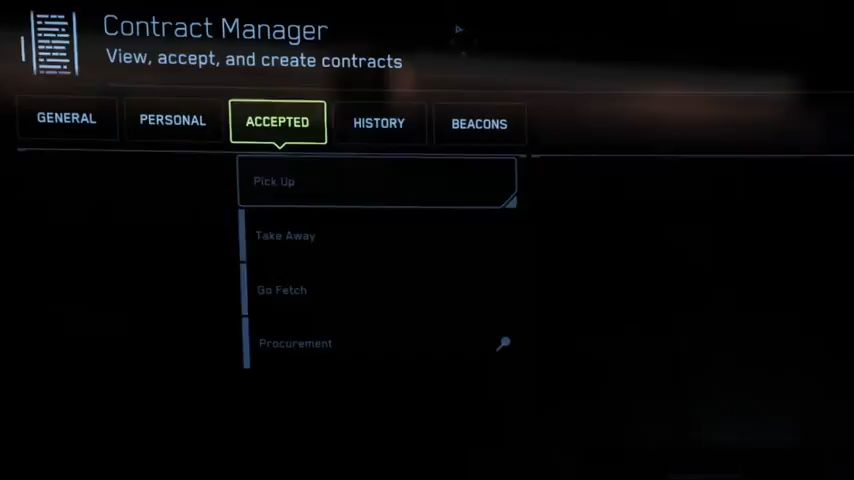 Contract Manager
View, accept, and create contracts
GENERAL
PERSONAL
ACCEPTED
HISTORY
BEACONS
Pick Up
Take Away
Go Fetch
Procurement